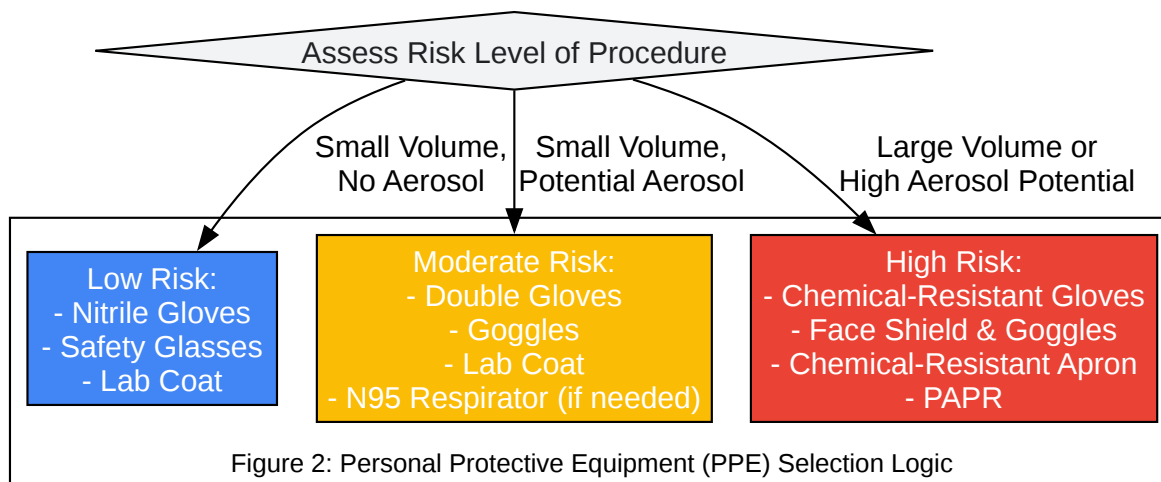 Assess Risk Level of Procedure
Small Volume,
No Aerosol
Small Volume,
Potential Aerosol
Large Volume or
High Aerosol Potential
Low Risk:
- Nitrile Gloves
- Safety Glasses
- Lab Coat
Moderate Risk:
- Double Gloves
- Goggles
- Lab Coat
- N95 Respirator (if needed)
High Risk:
- Chemical-Resistant Gloves
- Face Shield & Goggles
- Chemical-Resistant Apron
- PAPR
Figure 2: Personal Protective Equipment (PPE) Selection Logic